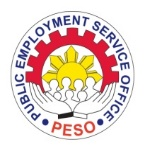 PUBLIC EMPLOYMENT SERVICE OFFICE
• PESO •